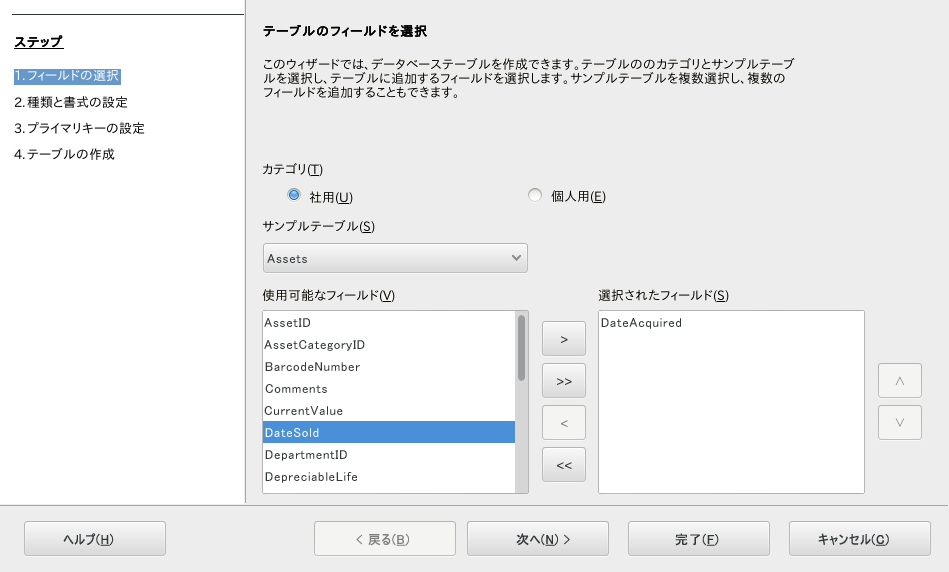 ステップ
1.フィールドの選択
2.種類と書式の設定
3.プライマリキーの設定
4.テーブルの作成
テーブルのフィールドを選択
このウィザードでは、データベーステーブルを作成できます。テーブルののカテゴリとサンプルテーブ
ルを選択し、テーブルに追加するフィールドを選択します。サンプルテーブルを複数選択し、複数の
フィールドを追加することもできます。
カテゴリ(T)
社用(U)
個人用(E)
サンプルテーブル(S)
Assets
使用可能なフィールド(V)
選択されたフィールド(S)
AssetID
AssetCategoryID
BarcodeNumber
Comments
CurrentValue
DateSold
DepartmentID
DepreciableLife
>
>>
<
<<
DateAcquired
ヘルプ(H)
< 戻る(B)
次へ(N) >
完了(F)
キャンセル(C)